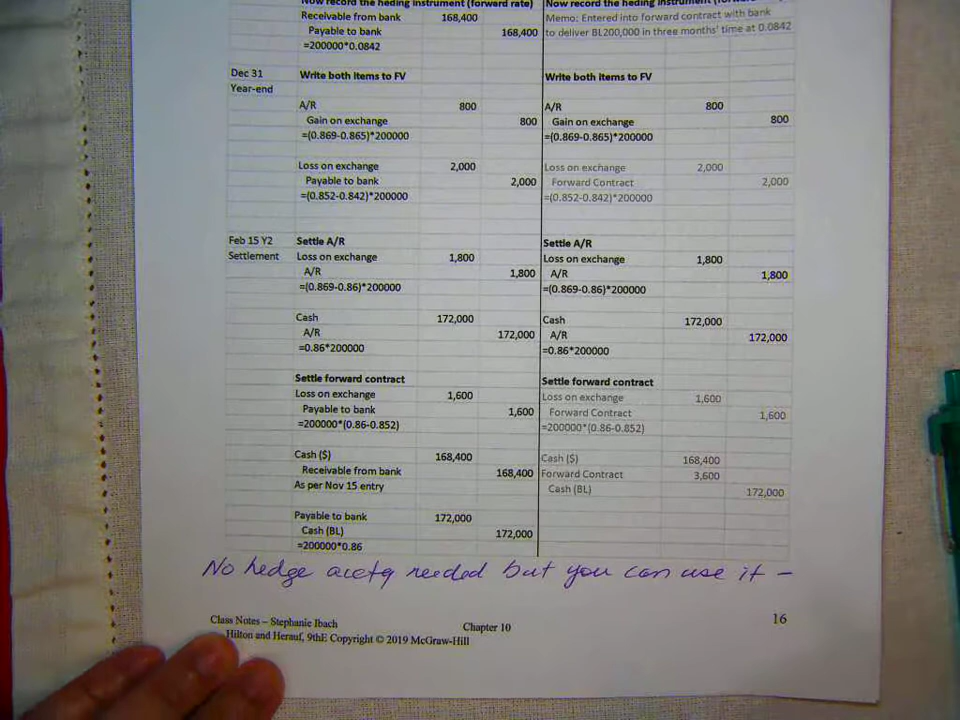 Now record the heding instrument (forward rate) Now record the heding
Receivable from bank 168,400 Memo: Entered into forward contract with bank
Payable to bank 168,400 to deliver BL200,000 in three months' time at 0.0842
=200000*0.0842
Dec 31 Write both items to FV Write both items to FV
Year-end
A/R 800 A/R 800
Gain on exchange 800 Gain on exchange 800
=(0.869-0.865)*200000 =(0.869-0.865)*200000
Loss on exchange 2,000 Loss on exchange 2,000
Payable to bank 2,000 Forward Contract 2,000
=(0.852-0.842)*200000 =(0.852-0.842)*200000
Feb 15 Y2 Settle A/R Settle A/R
Settlement Loss on exchange 1,800 Loss on exchange 1,800
A/R 1,800 A/R 1,800
=(0.869-0.86)*200000 =(0.869-0.86)*200000
Cash 172,000 Cash 172,000
A/R 172,000 A/R 172,000
=0.86*200000 =0.86*200000
Settle forward contract Settle forward contract
Loss on exchange 1,600 Loss on exchange 1,600
Payable to bank 1,600 Forward Contract 1,600
=200000*(0.86-0.852) =200000*(0.86-0.852)
Cash ($) 168,400 Cash ($) 168,400
Receivable from bank 168,400 Forward Contract 3,600
As per Nov 15 entry Cash (BL) 172,000
Payable to bank 172,000
Cash (BL) 172,000
=200000*0.86
No hedge acctg needed but you can use it –
Class Notes – Stephanie Ibach Chapter 10 16
Hilton and Herauf, 9thE Copyright © 2019 McGraw-Hill